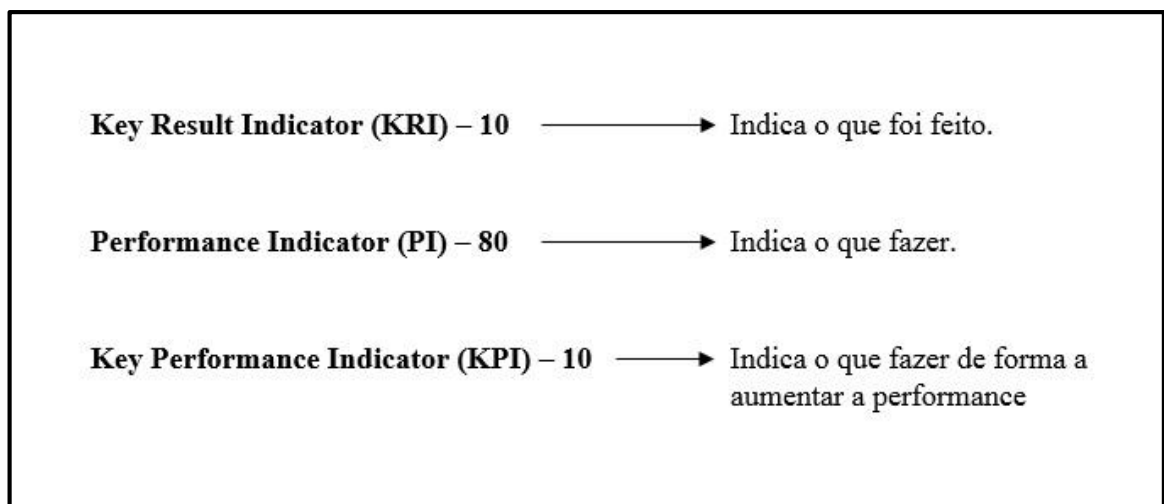 Key Result Indicator (KRI) – 10 Indica o que foi feito.
Performance Indicator (PI) – 80 Indica o que fazer.
Key Performance Indicator (KPI) – 10 Indica o que fazer de forma a
aumentar a performance